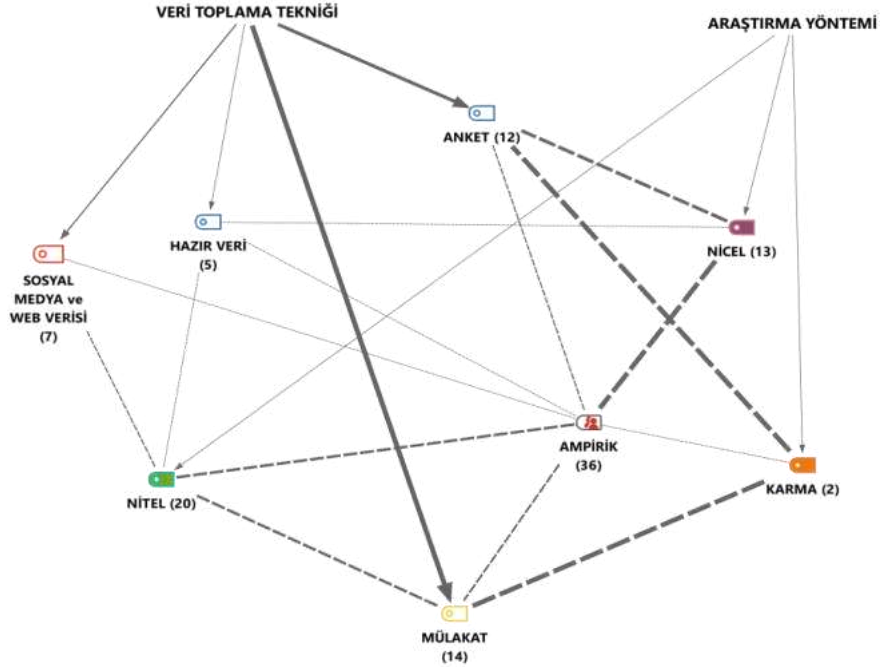 VERİ TOPLAMA TEKNİĞİ
ARAŞTIRMA YÖNTEMİ
ANKET (12)
HAZIR VERİ
(5)
NİCEL (13)
SOSYAL
MEDYA ve
WEB VERİSİ
(7)
AMPİRİK
(36)
NİTEL (20)
KARMA (2)
MÜLAKAT
(14)